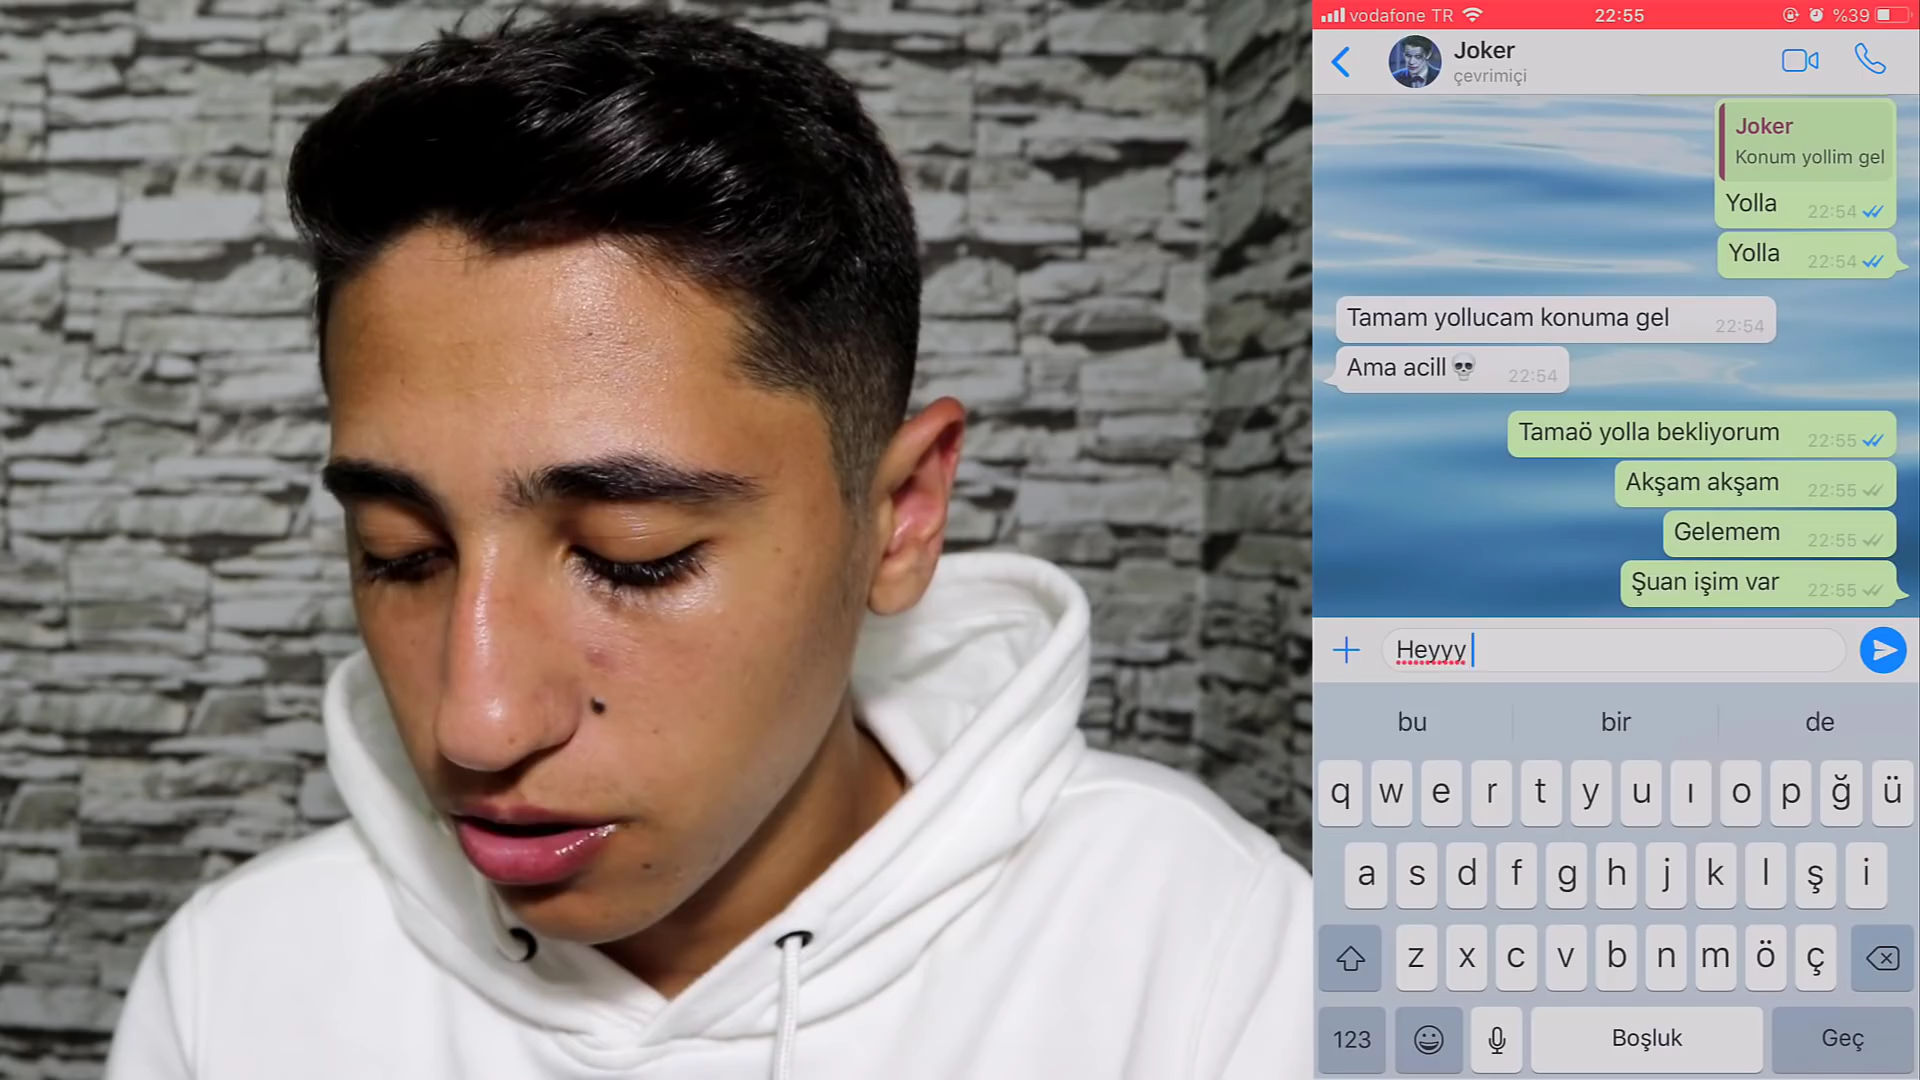 vodafone TR
22:55
%39
Joker
çevrimiçi
Joker
Konum yollim gel
Yolla 22:54
Yolla 22:54
Tamam yollucam konuma gel 22:54
Ama acill 22:54
Tamaö yolla bekliyorum 22:55
Akşam akşam 22:55
Gelemem 22:55
Şuan işim var 22:55
Heyyy
bu bir de
q w e r t y u ı o p ğ ü
a s d f g h j k l ş i
z x c v b n m ö ç
123 Boşluk Geç